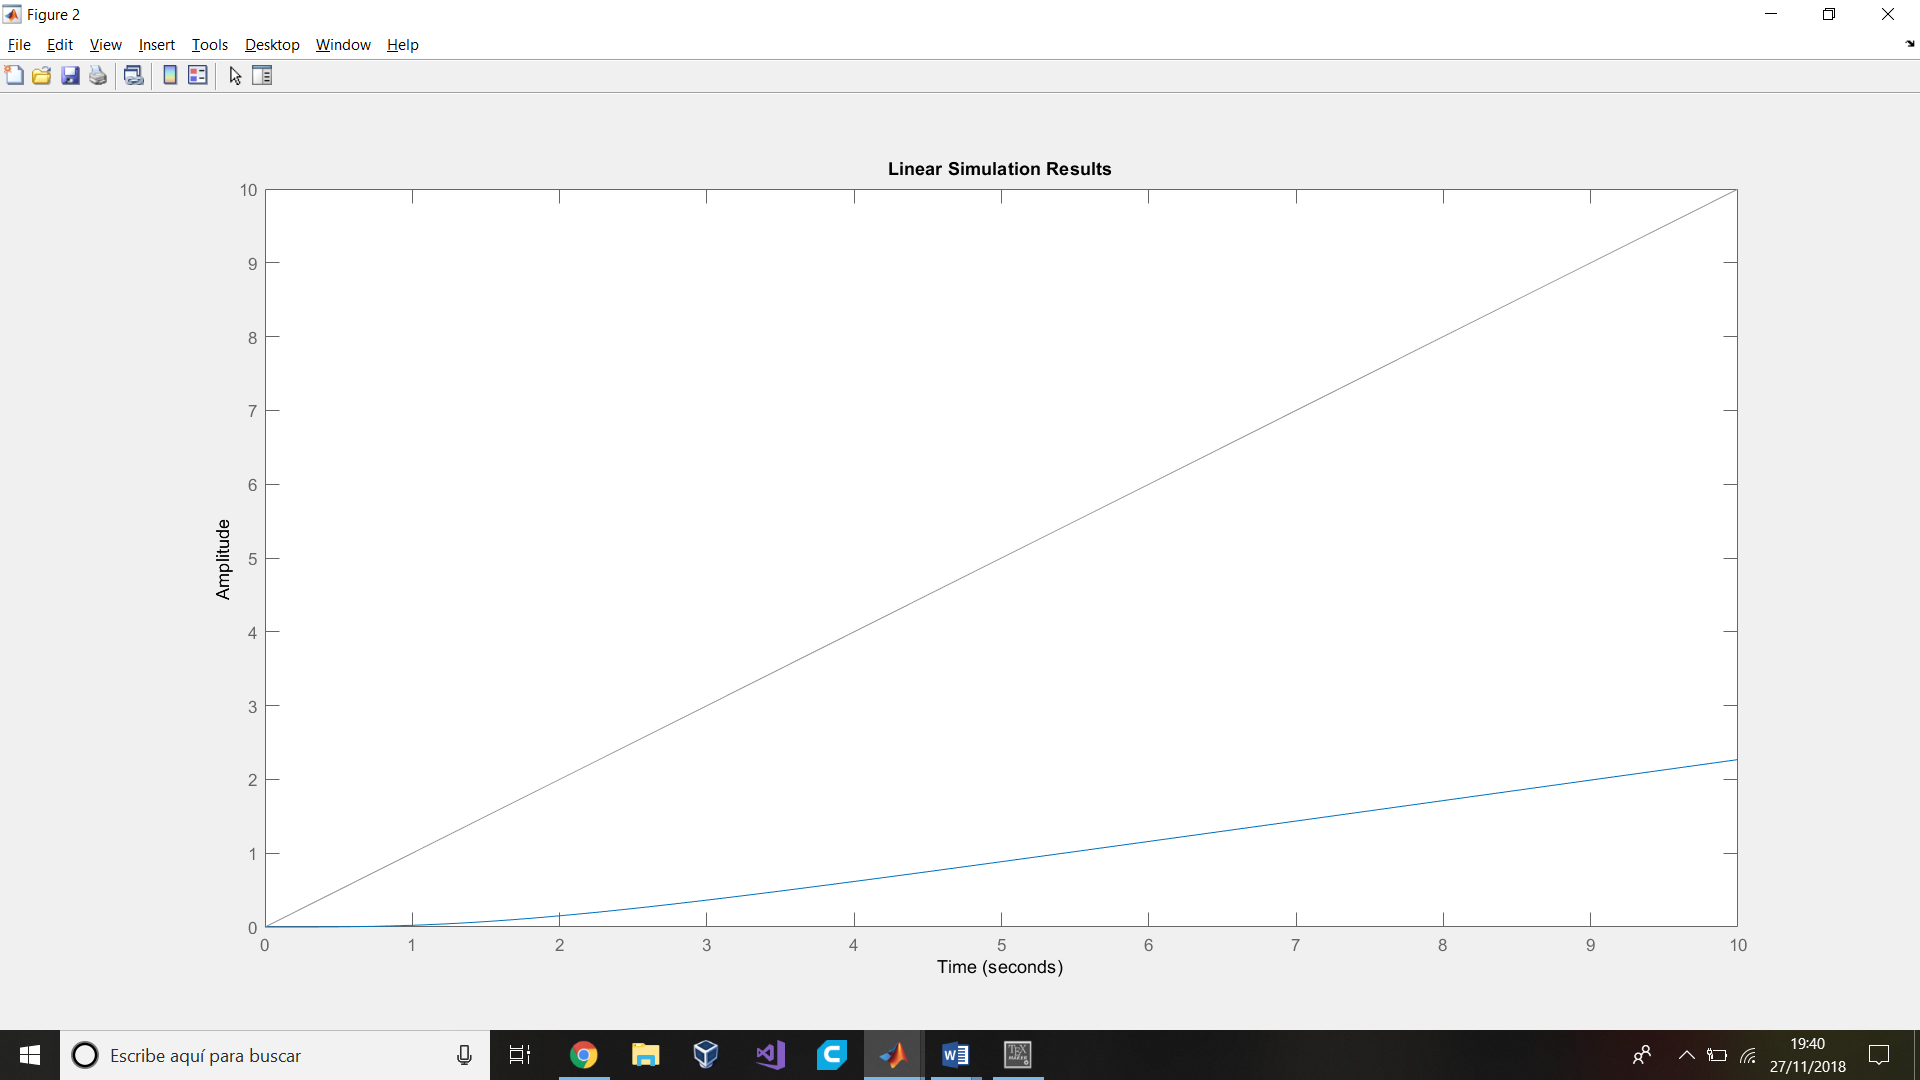 Figure 2
File Edit View Insert Tools Desktop Window Help
Linear Simulation Results
10
9
8
7
6
5
4
3
2
1
0
Amplitude
0 1 2 3 4 5 6 7 8 9 10
Time (seconds)
Escribe aquí para buscar
TEX
MAKER
19:40
27/11/2018